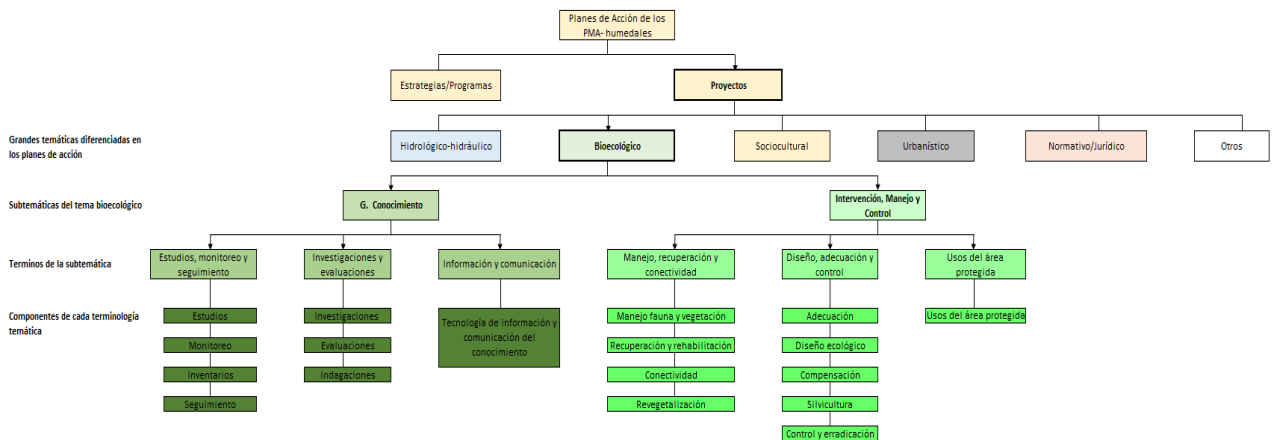 Planes de Acción de los
PMA- humedales
Estrategias/Programas
Proyectos
Grandes temáticas diferenciadas en
los planes de acción
Hidrológico-hidráulico
Bioecológico
Sociocultural
Urbanístico
Normativo/Jurídico
Otros
Subtemáticas del tema bioecológico
G. Conocimiento
Intervención, Manejo y
Control
Terminos de la subtemática
Estudios, monitoreo y
seguimiento
Investigaciones y
evaluaciones
Información y comunicación
Manejo, recuperación y
conectividad
Diseño, adecuación y
control
Usos del área
protegida
Componentes de cada terminología
temática
Estudios
Monitoreo
Inventarios
Seguimiento
Investigaciones
Evaluaciones
Indagaciones
Tecnología de información y
comunicación del
conocimiento
Manejo fauna y vegetación
Recuperación y rehabilitación
Conectividad
Revegetalización
Adecuación
Diseño ecológico
Compensación
Silvicultura
Control y erradicación
Usos del área protegida